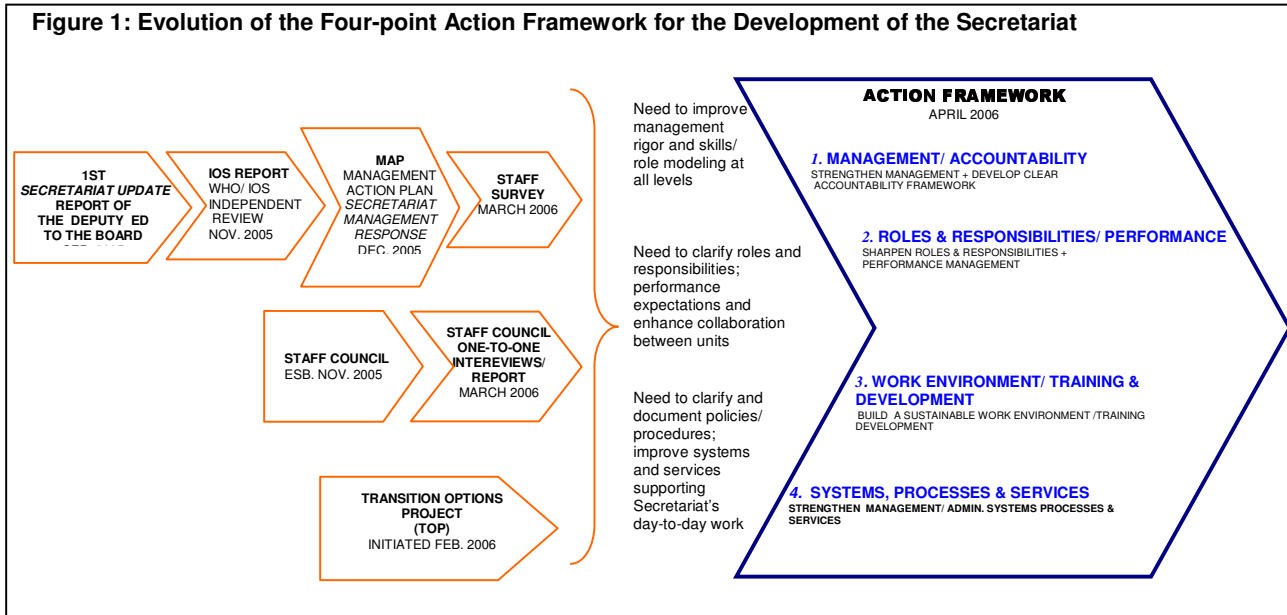 Figure 1: Evolution of the Four-point Action Framework for the Development of the Secretariat
1ST
SECRETARIAT UPDATE
REPORT OF
THE DEPUTY ED
TO THE BOARD
IOS REPORT
WHO/ IOS
INDEPENDENT
REVIEW
NOV. 2005
MAP
MANAGEMENT
ACTION PLAN
SECRETARIAT
MANAGEMENT
RESPONSE
DEC. 2005
STAFF
SURVEY
MARCH 2006
STAFF COUNCIL
ESB. NOV. 2005
STAFF COUNCIL
ONE-TO-ONE
INTEREVIEWS/
REPORT
MARCH 2006
TRANSITION OPTIONS
PROJECT
(TOP)
INITIATED FEB. 2006
Need to improve
management
rigor and skills/
role modeling at
all levels
Need to clarify roles and
responsibilities;
performance
expectations and
enhance collaboration
between units
Need to clarify and
document policies/
procedures;
improve systems
and services
supporting
Secretariat's
day-to-day work
ACTION FRAMEWORK
APRIL 2006
1. MANAGEMENT/ ACCOUNTABILITY
STRENGTHEN MANAGEMENT + DEVELOP CLEAR
ACCOUNTABILITY FRAMEWORK
2. ROLES & RESPONSIBILITIES/ PERFORMANCE
SHARPEN ROLES & RESPONSIBILITIES +
PERFORMANCE MANAGEMENT
3. WORK ENVIRONMENT/ TRAINING &
DEVELOPMENT
BUILD A SUSTAINABLE WORK ENVIRONMENT /TRAINING
DEVELOPMENT
4. SYSTEMS, PROCESSES & SERVICES
STRENGTHEN MANAGEMENT/ ADMIN. SYSTEMS PROCESSES &
SERVICES